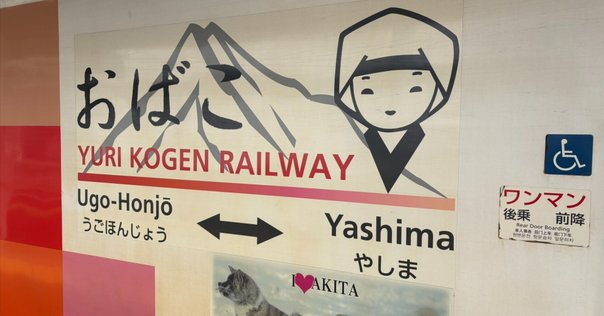 おばこ
YURI KOGEN RAILWAY
Ugo-Honjō
うごほんじょう
Yashima
やしま
I AKITA
ワンマン
後乗 前降
Rear Door Boarding